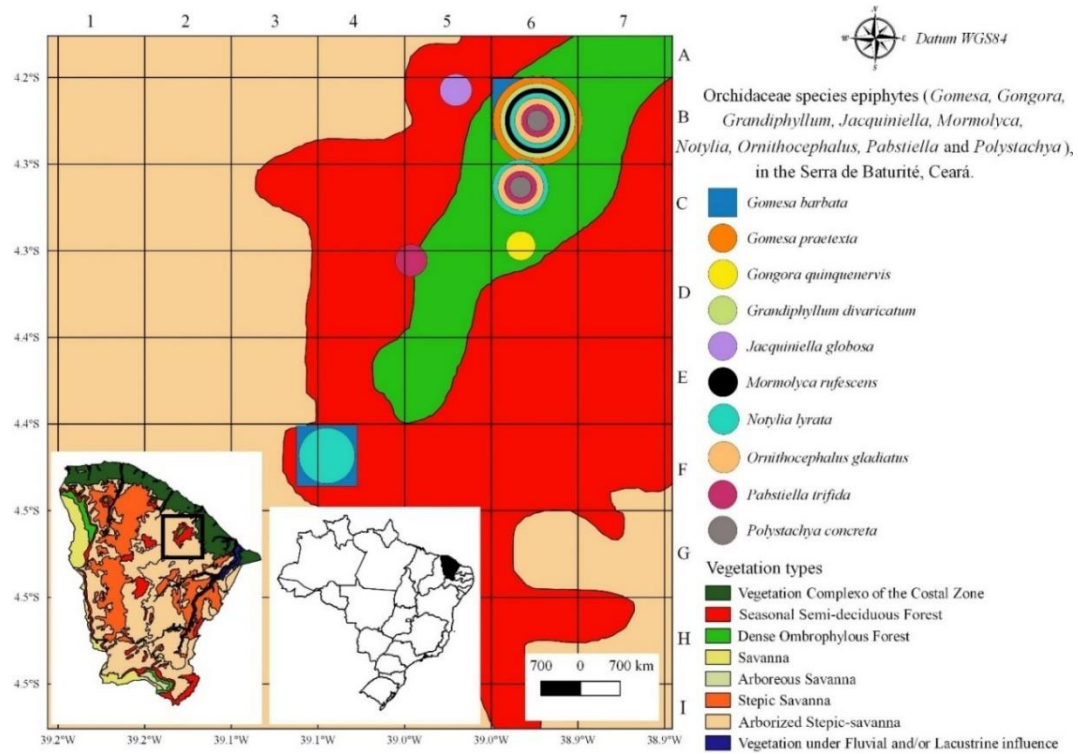 1 2 3 4 5 6 7
n
w e
s
Datum WGS84
A
B
C
D
E
F
G
H
I
4.2°S
4.2°S
4.3°S
4.3°S
4.4°S
4.4°S
4.5°S
4.5°S
39.2°W 39.2°W 39.1°W 39.1°W 39.0°W 39.0°W 38.9°W 38.9°W
700 0 700 km
Orchidaceae species epiphytes (Gomesa, Gongora,
Grandiphyllum, Jacquiniella, Mormolyca,
Notylia, Ornithocephalus, Pabstiella and Polystachya),
in the Serra de Baturité, Ceará.
Gomesa barbata
Gomesa praetexta
Gongora quinquenervis
Grandiphyllum divaricatum
Jacquiniella globosa
Mormolyca rufescens
Notylia lyrata
Ornithocephalus gladiatus
Pabstiella trifida
Polystachya concreta
Vegetation types
Vegetation Complexo of the Costal Zone
Seasonal Semi-deciduous Forest
Dense Ombrophylous Forest
Savanna
Arboreous Savanna
Stepic Savanna
Arborized Stepic-savanna
Vegetation under Fluvial and/or Lacustrine influence